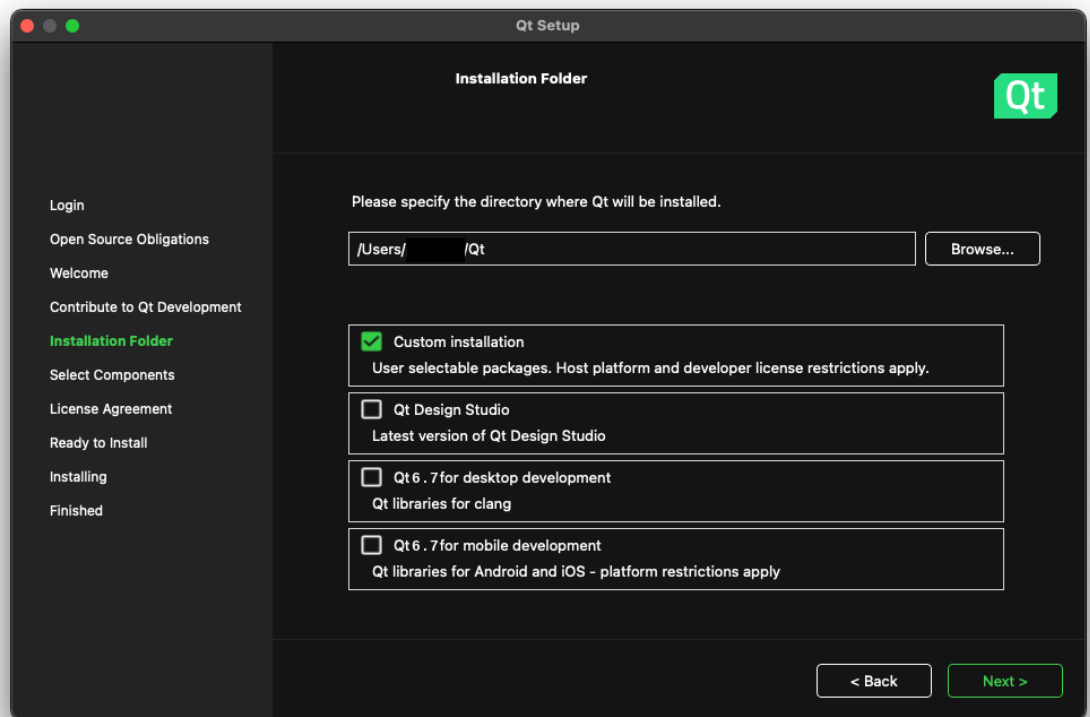 Qt Setup
Installation Folder
Qt
Login
Open Source Obligations
Welcome
Contribute to Qt Development
Installation Folder
Select Components
License Agreement
Ready to Install
Installing
Finished
Please specify the directory where Qt will be installed.
/Users/ /Qt
Browse...
Custom installation
User selectable packages. Host platform and developer license restrictions apply.
Qt Design Studio
Latest version of Qt Design Studio
Qt 6.7 for desktop development
Qt libraries for clang
Qt 6.7 for mobile development
Qt libraries for Android and iOS - platform restrictions apply
< Back
Next >